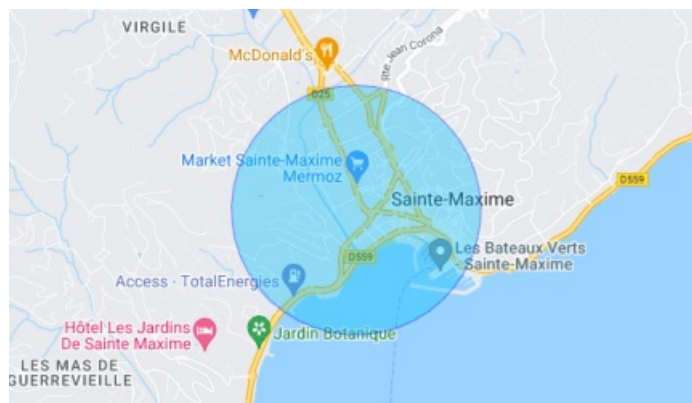 VIRGILE
McDonald's
Rte Jean Corona
D25
Market Sainte-Maxime
Mermoz
D559
Sainte-Maxime
D559
Les Bateaux Verts
- Sainte-Maxime
Access - TotalEnergies
Hôtel Les Jardins
De Sainte Maxime
Jardin Botanique
LES MAS DE
GUERREVIEILLE